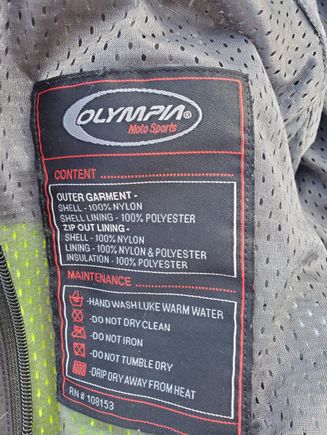 OLYMPIA®
Moto Sports
CONTENT
OUTER GARMENT -
SHELL - 100% NYLON
SHELL LINING - 100% POLYESTER
ZIP OUT LINING -
SHELL - 100% NYLON
LINING - 100% NYLON & POLYESTER
INSULATION - 100% POLYESTER
MAINTENANCE
-HAND WASH LUKE WARM WATER
-DO NOT DRY CLEAN
-DO NOT IRON
-DO NOT TUMBLE DRY
-DRIP DRY AWAY FROM HEAT
RN # 108153